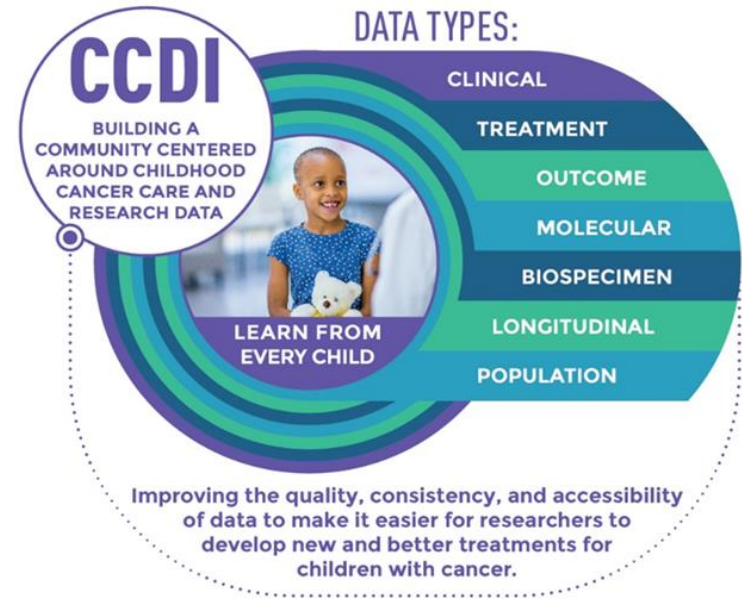 CCDI
BUILDING A
COMMUNITY CENTERED
AROUND CHILDHOOD
CANCER CARE AND
RESEARCH DATA
DATA TYPES:
CLINICAL
TREATMENT
OUTCOME
MOLECULAR
BIOSPECIMEN
LONGITUDINAL
POPULATION
LEARN FROM
EVERY CHILD
Improving the quality, consistency, and accessibility
of data to make it easier for researchers to
develop new and better treatments for
children with cancer.